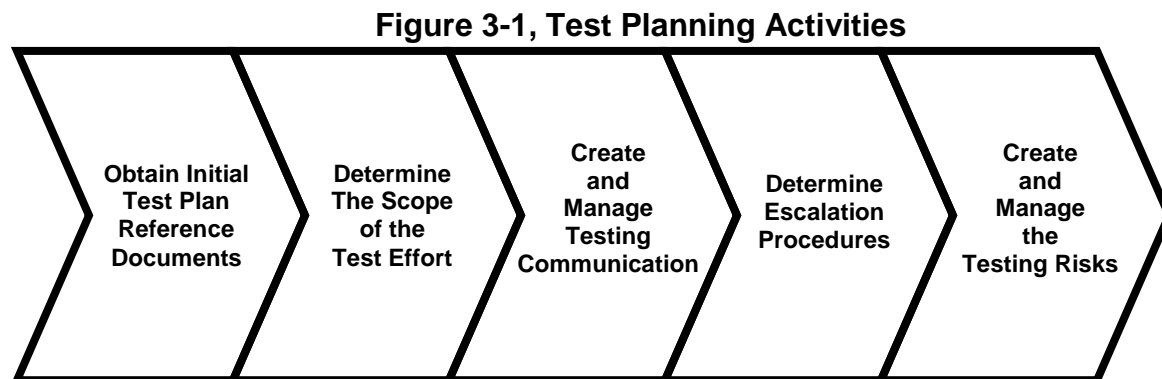 Figure 3-1, Test Planning Activities
Obtain Initial
Test Plan
Reference
Documents
Determine
The Scope
of the
Test Effort
Create
and
Manage
Testing
Communication
Determine
Escalation
Procedures
Create
and
Manage
the
Testing Risks